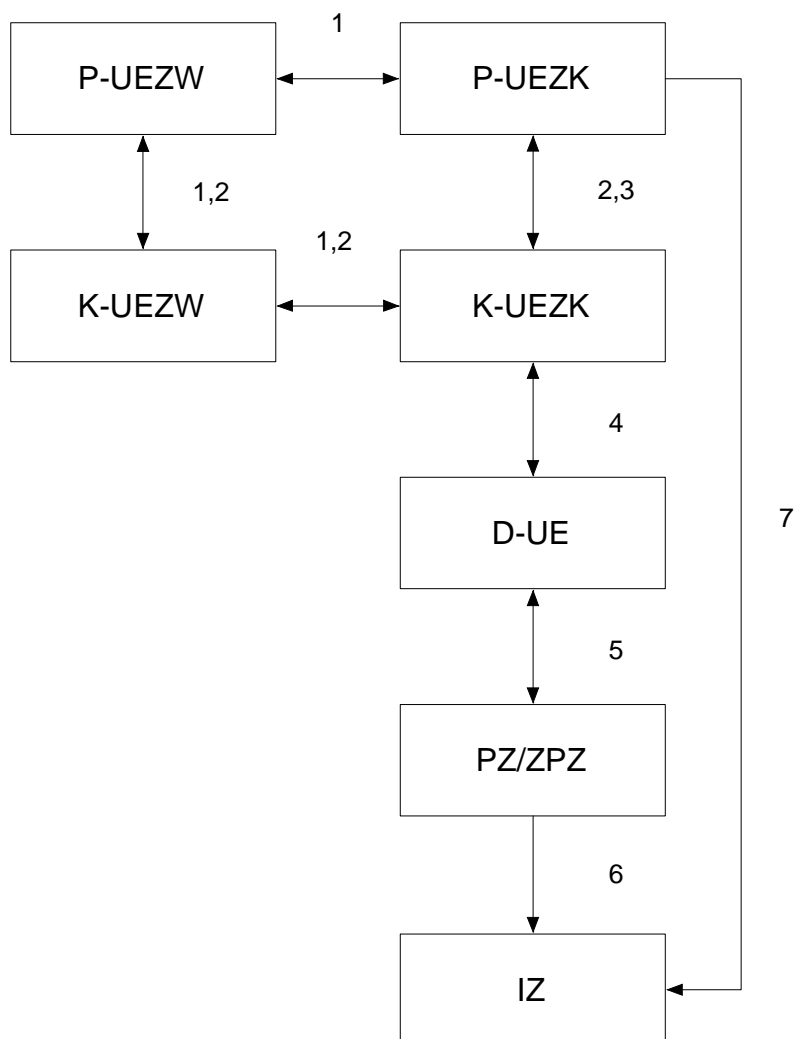 1
P-UEZW
P-UEZK
1,2
2,3
1,2
K-UEZW
K-UEZK
4
7
D-UE
5
PZ/ZPZ
6
IZ